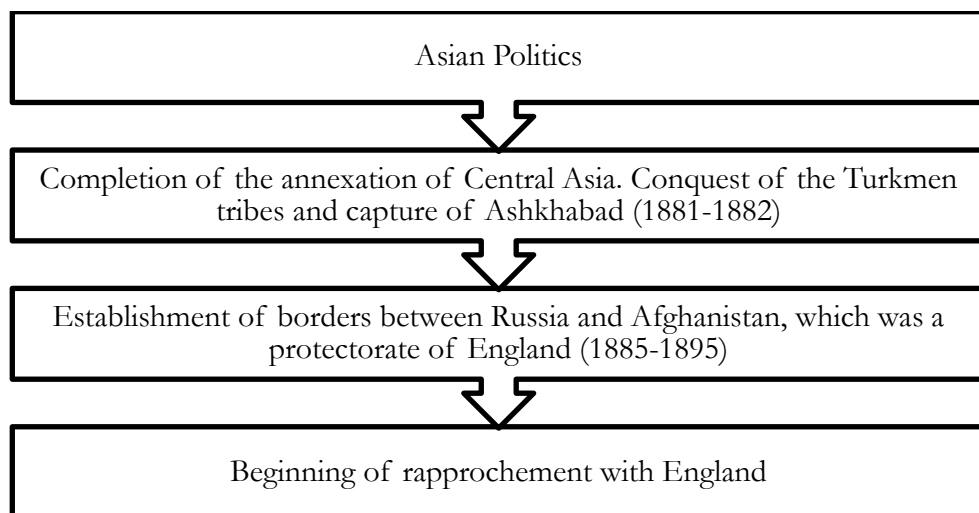 Asian Politics
Completion of the annexation of Central Asia. Conquest of the Turkmen
tribes and capture of Ashkhabad (1881-1882)
Establishment of borders between Russia and Afghanistan, which was a
protectorate of England (1885-1895)
Beginning of rapprochement with England